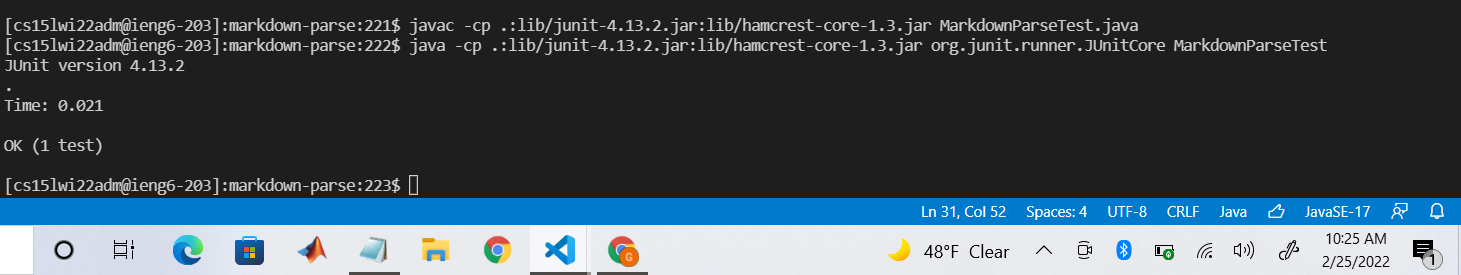 [cs15lwi22adm@ieng6-203]:markdown-parse:221$ javac -cp .:lib/junit-4.13.2.jar:lib/hamcrest-core-1.3.jar MarkdownParseTest.java
[cs15lwi22adm@ieng6-203]:markdown-parse:222$ java -cp .:lib/junit-4.13.2.jar:lib/hamcrest-core-1.3.jar org.junit.runner.JUnitCore MarkdownParseTest
JUnit version 4.13.2
.
Time: 0.021
OK (1 test)
[cs15lwi22adm@ieng6-203]:markdown-parse:223$
Ln 31, Col 52 Spaces: 4 UTF-8 CRLF Java JavaSE-17
G
48°F Clear
10:25 AM
2/25/2022
1